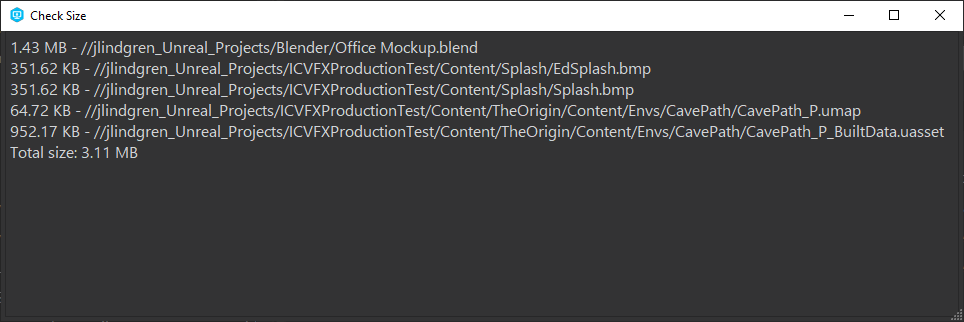 Check Size
1.43 MB - //jlindgren_Unreal_Projects/Blender/Office Mockup.blend
351.62 KB - //jlindgren_Unreal_Projects/ICVFXProductionTest/Content/Splash/EdSplash.bmp
351.62 KB - //jlindgren_Unreal_Projects/ICVFXProductionTest/Content/Splash/Splash.bmp
64.72 KB - //jlindgren_Unreal_Projects/ICVFXProductionTest/Content/TheOrigin/Content/Envs/CavePath/CavePath_P.umap
952.17 KB - //jlindgren_Unreal_Projects/ICVFXProductionTest/Content/TheOrigin/Content/Envs/CavePath/CavePath_P_BuiltData.uasset
Total size: 3.11 MB